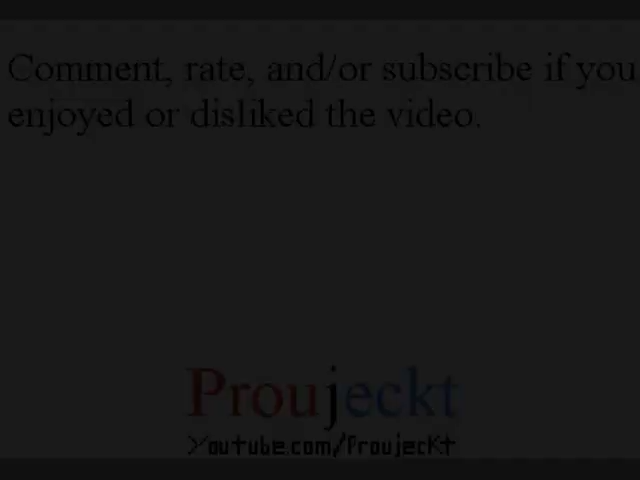 Comment, rate, and/or subscribe if you
enjoyed or disliked the video.
Proujeckt
Youtube.com/Proujeckt